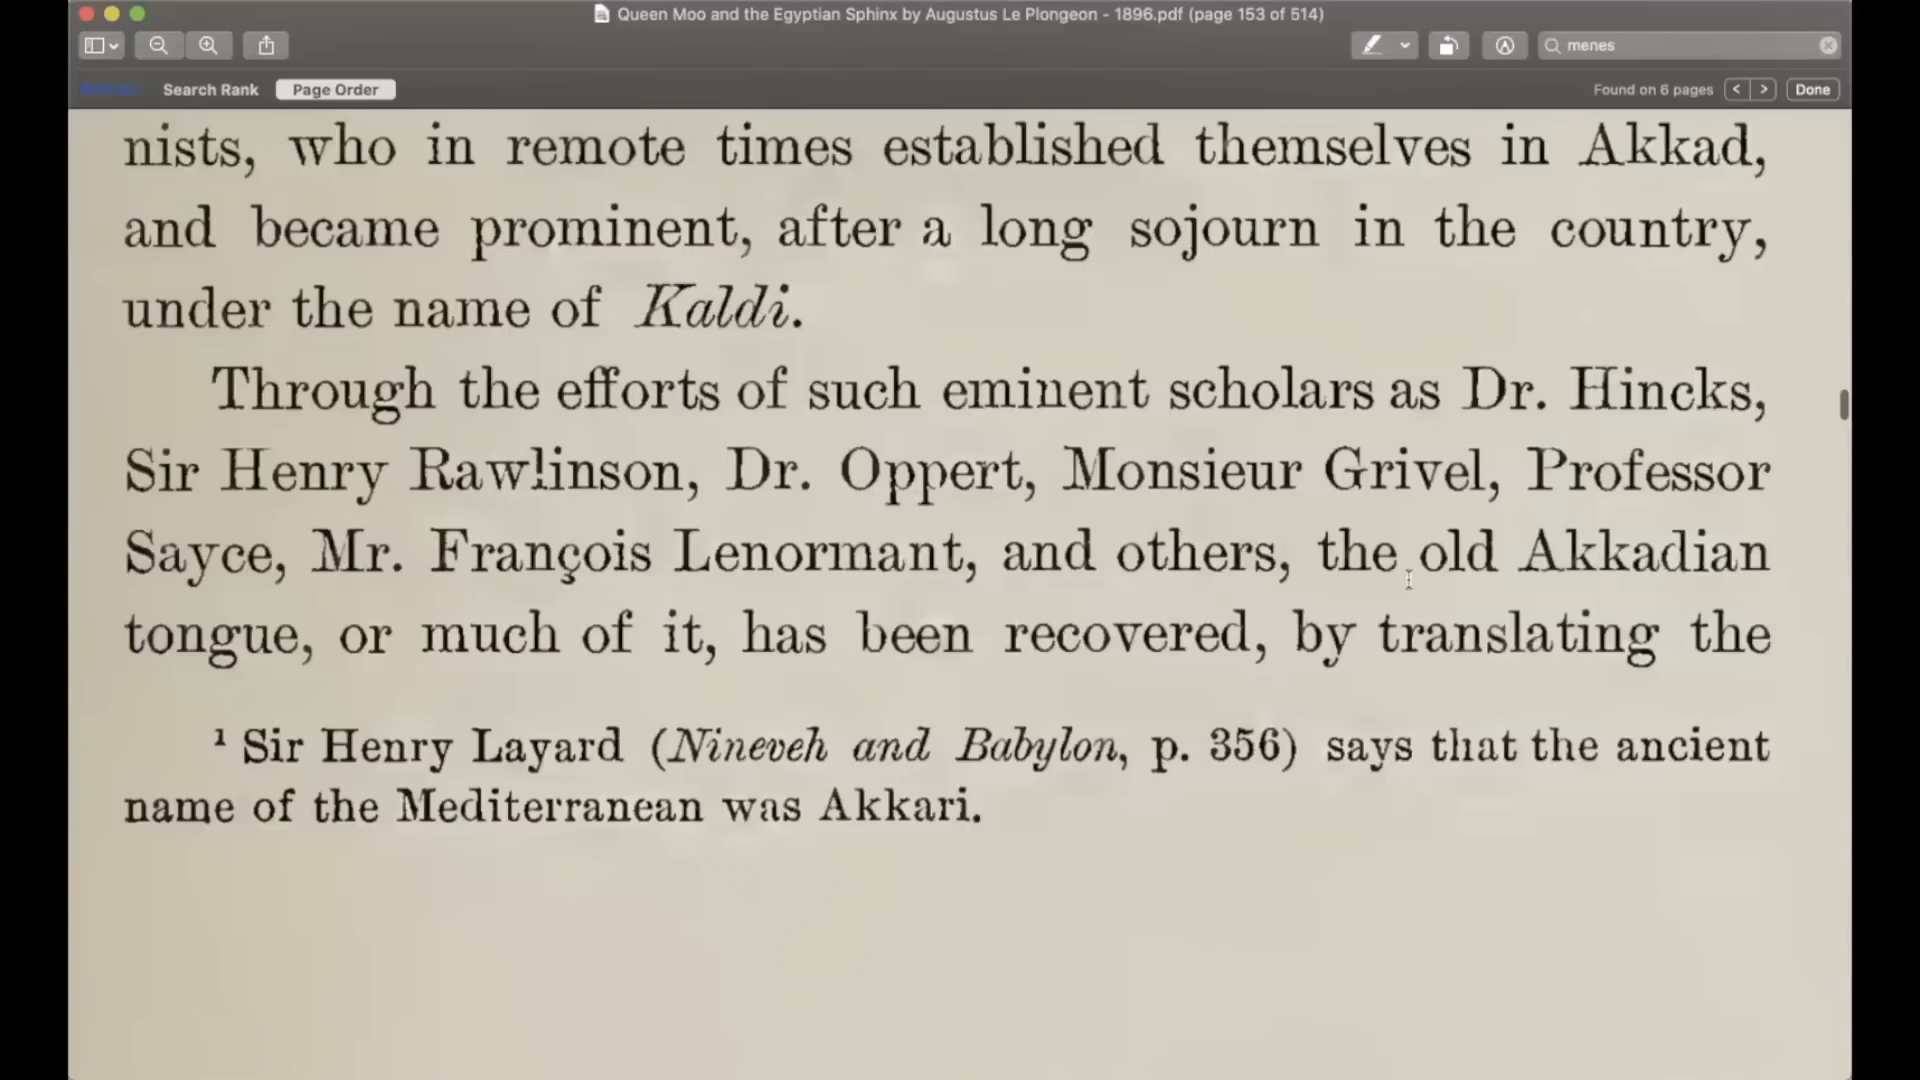 Queen Moo and the Egyptian Sphinx by Augustus Le Plongeon - 1896.pdf (page 153 of 514)
menes
Search Rank Page Order Found on 6 pages < > Done
nists, who in remote times established themselves in Akkad,
and became prominent, after a long sojourn in the country,
under the name of Kaldi.
Through the efforts of such eminent scholars as Dr. Hincks,
Sir Henry Rawlinson, Dr. Oppert, Monsieur Grivel, Professor
Sayce, Mr. François Lenormant, and others, the old Akkadian
tongue, or much of it, has been recovered, by translating the
¹ Sir Henry Layard (Nineveh and Babylon, p. 356) says that the ancient
name of the Mediterranean was Akkari.